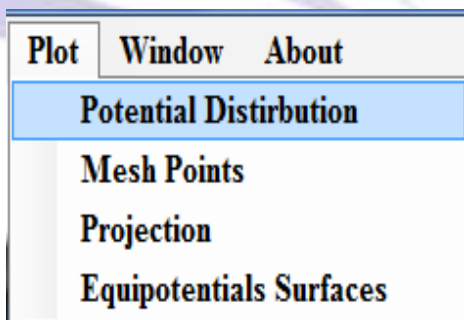 Plot Window About
Potential Distirbution
Mesh Points
Projection
Equipotentials Surfaces